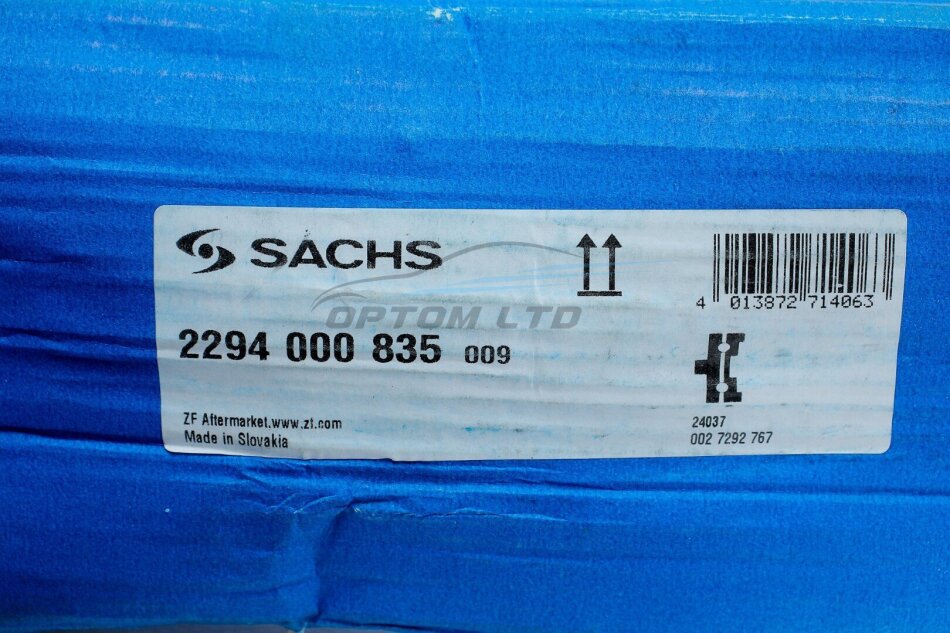 SACHS
OPTOM LTD
4 013872 714063
2294 000 835 009
ZF Aftermarket.www.zf.com
Made in Slovakia
24037
002 7292 767